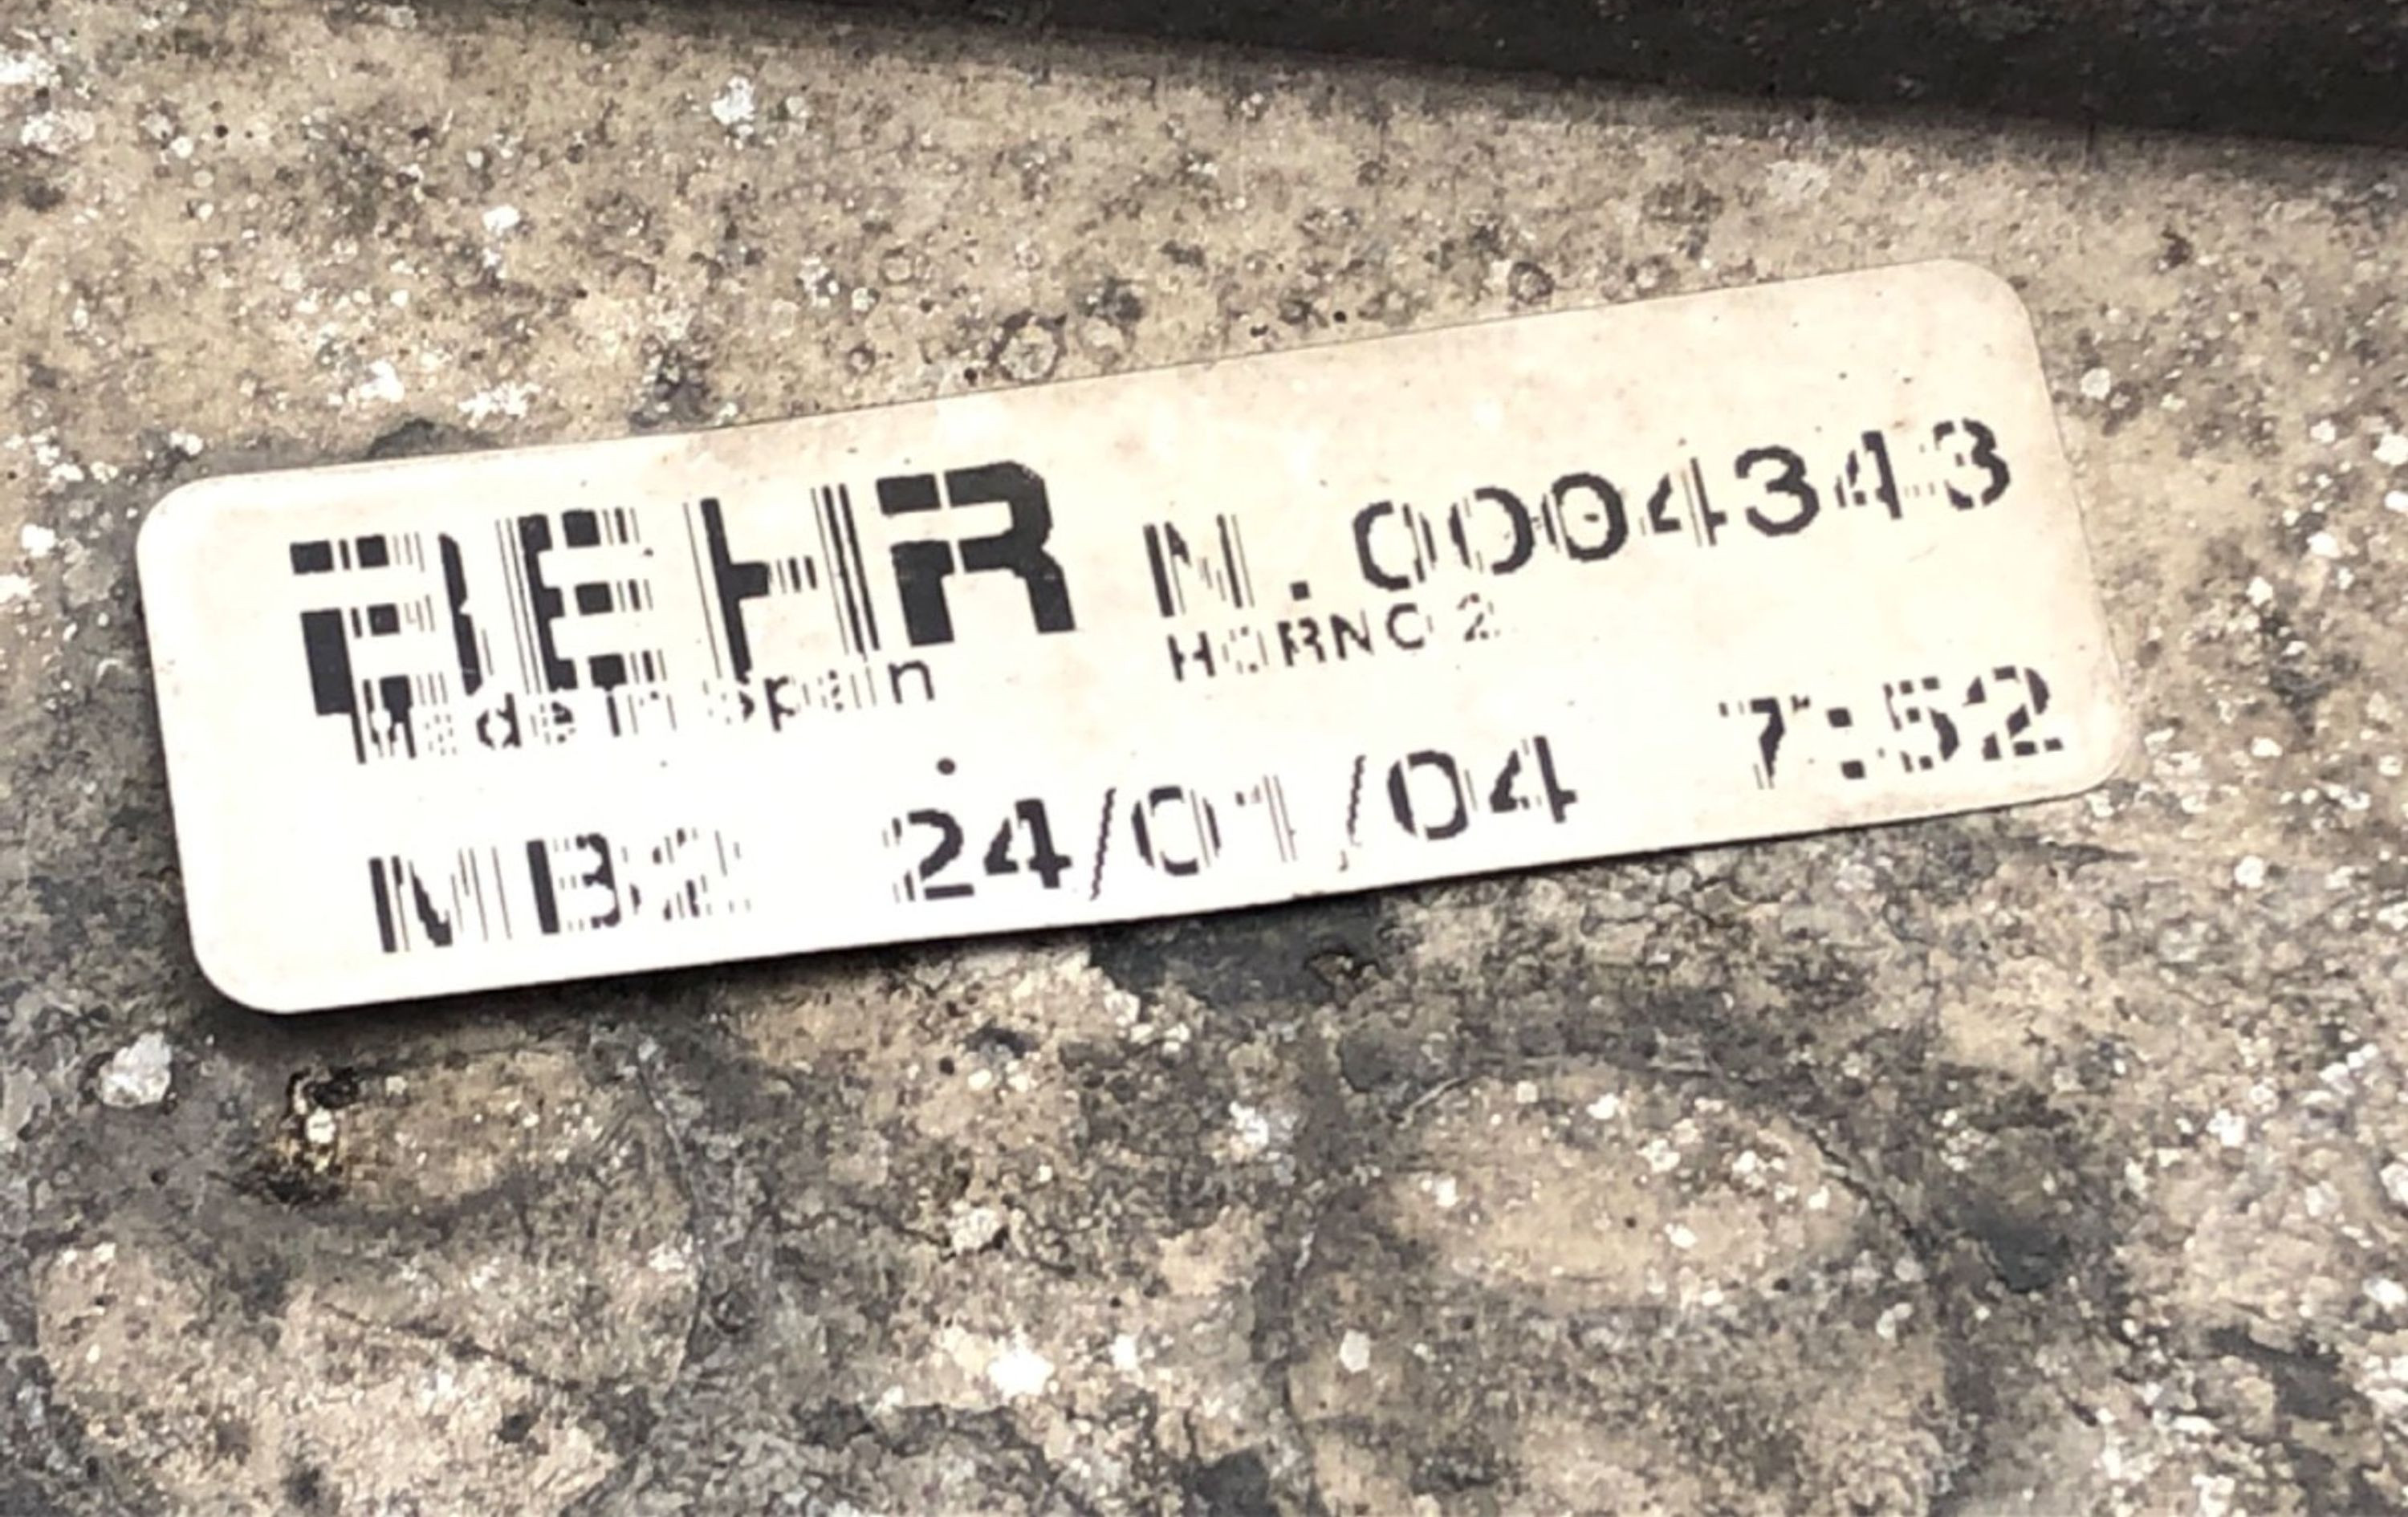 BEHR N.0004343
Made in Spain HORNO 2
MB2 24/01/04 7:52